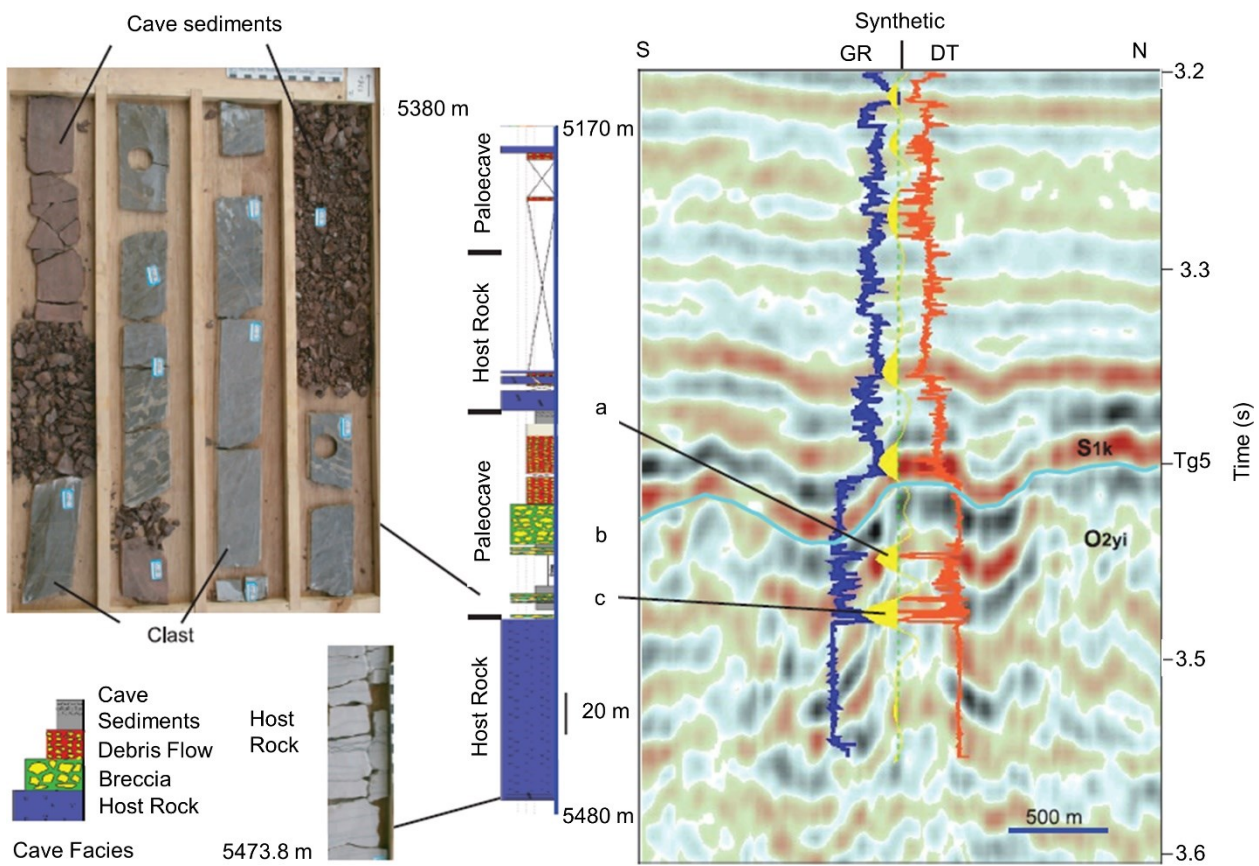 Cave sediments
5380 m
Clast
Cave
Sediments
Debris Flow
Breccia
Host Rock
Cave Facies
Host
Rock
5473.8 m
5170 m
Paloecave
Host Rock
Paleocave
Host Rock
20 m
5480 m
a
b
c
Synthetic
S
GR
DT
N
3.2
3.3
Tg5
3.5
3.6
Time (s)
S1k
O2yi
500 m